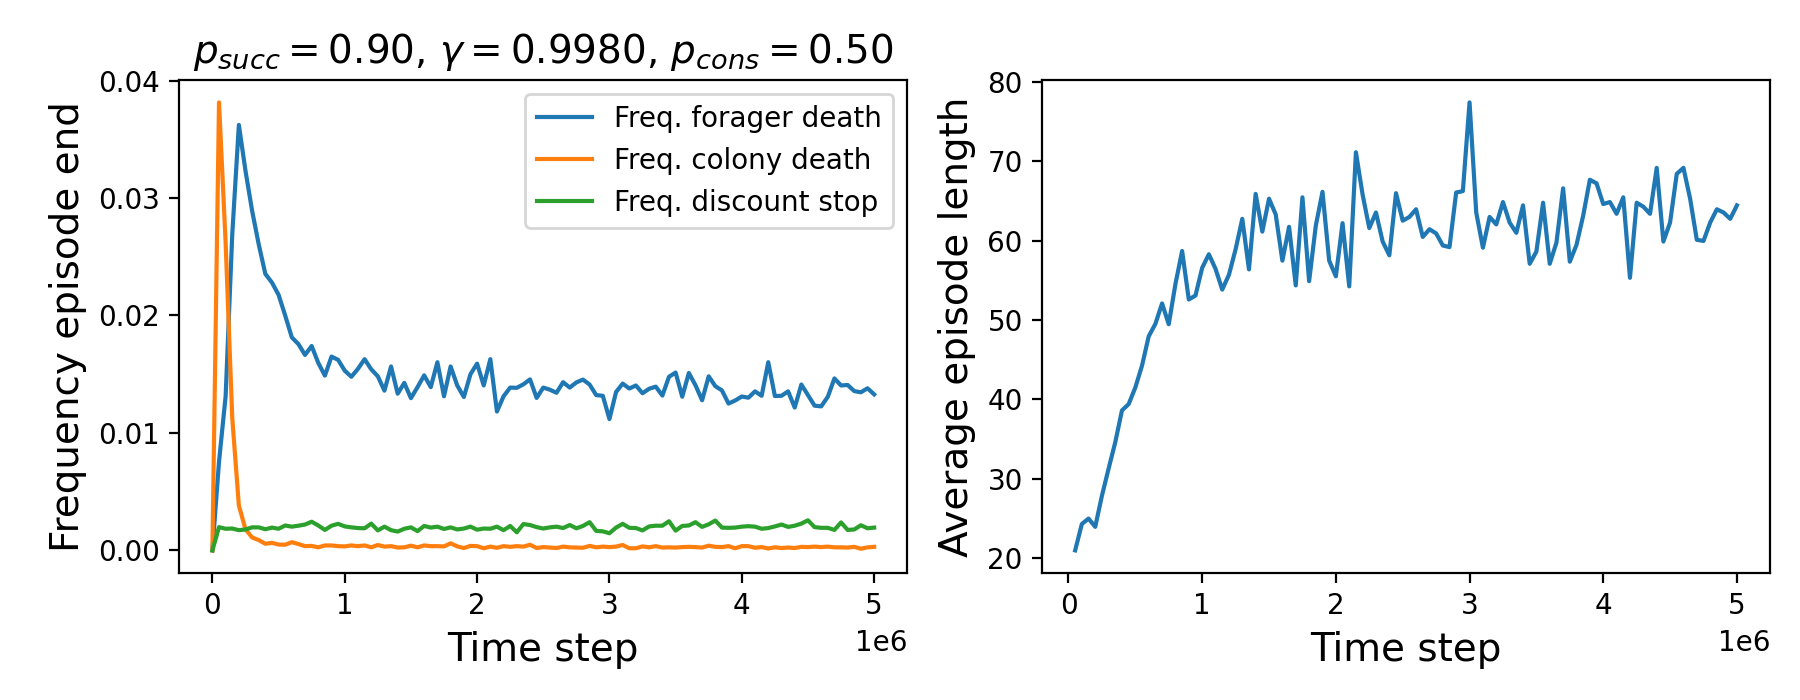 p_succ = 0.90, γ = 0.9980, p_cons = 0.50
Frequency episode end
0.04
0.03
0.02
0.01
0.00
Freq. forager death
Freq. colony death
Freq. discount stop
0 1 2 3 4 5
1e6
Time step
Average episode length
80
70
60
50
40
30
20
0 1 2 3 4 5
1e6
Time step